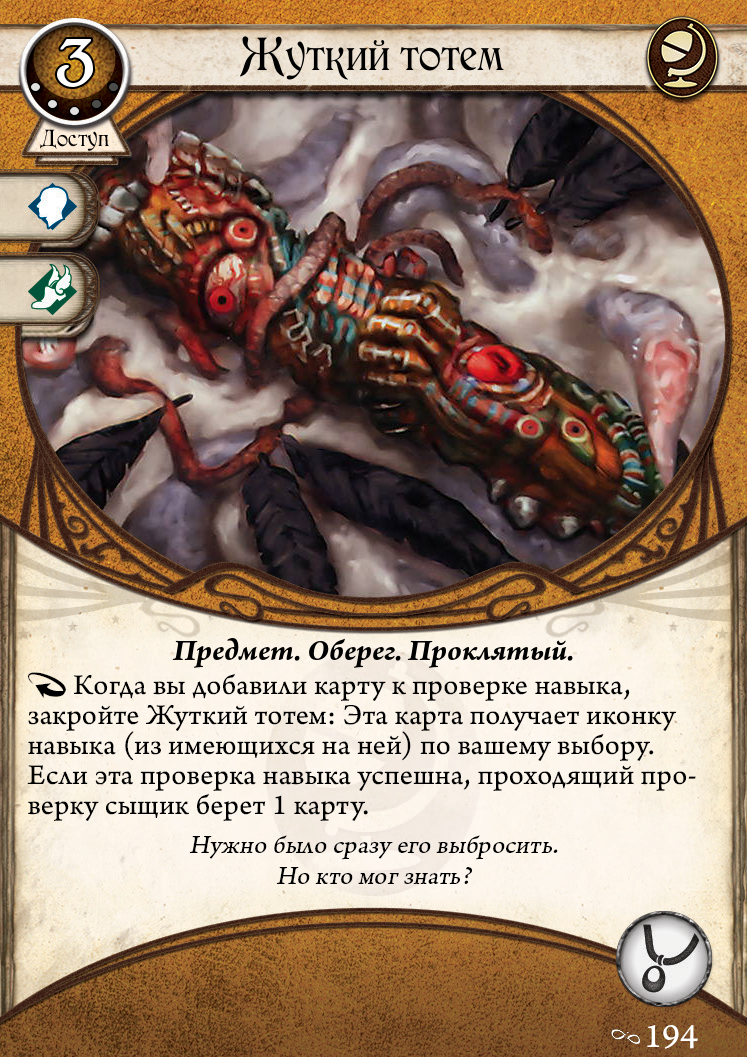 3
Жуткий тотем
Доступ
Предмет. Оберег. Проклятый.
Когда вы добавили карту к проверке навыка,
закройте Жуткий тотем: Эта карта получает иконку
навыка (из имеющихся на ней) по вашему выбору.
Если эта проверка навыка успешна, проходящий про-
верку сыщик берет 1 карту.
Нужно было сразу его выбросить.
Но кто мог знать?
194